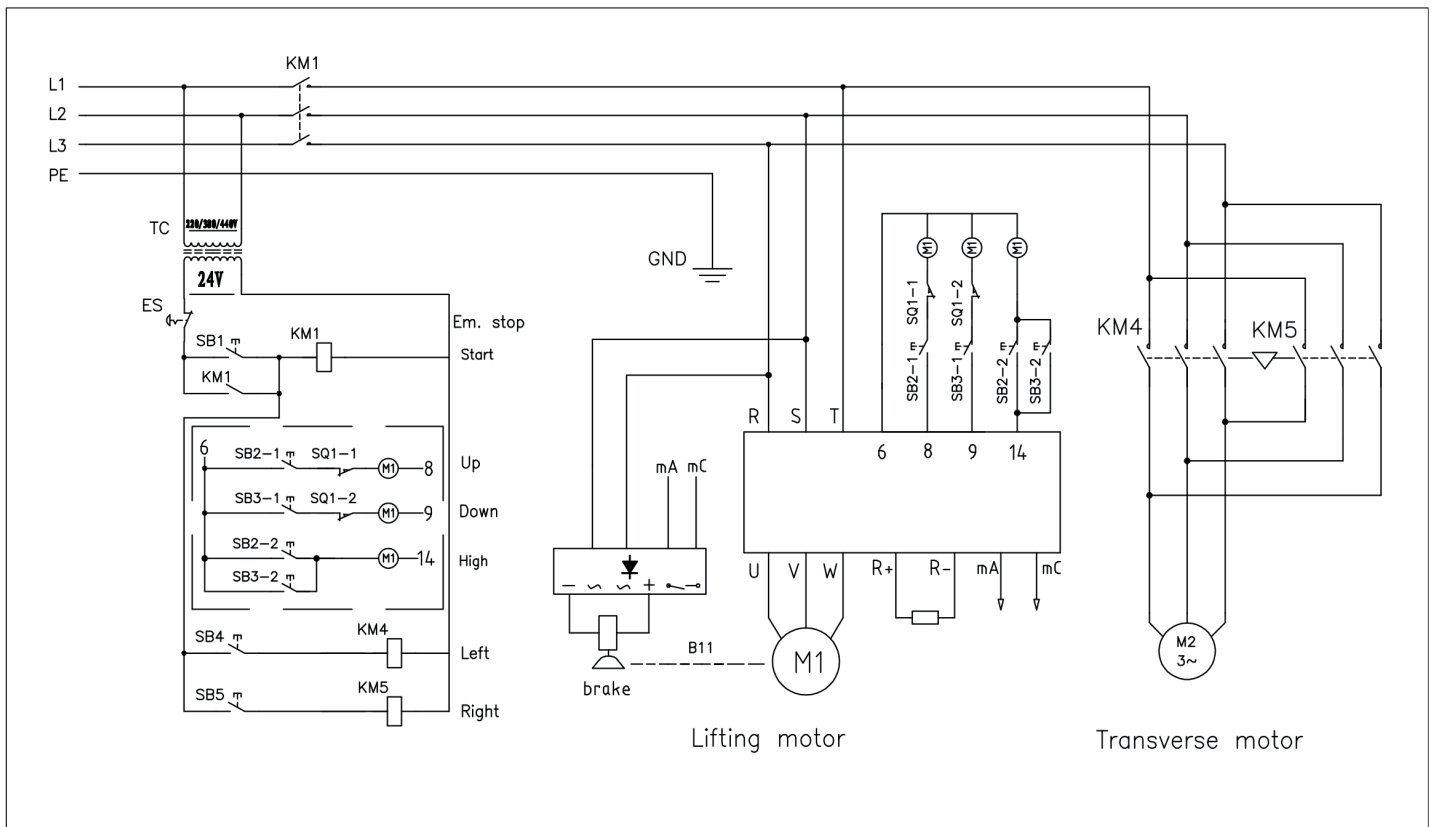 KM1
L1
L2
L3
PE
TC
220/380/440V
24V
GND
ES
Em. stop
SB1
KM1
Start
KM1
6
SB2-1
SQ1-1
M1
8
Up
SB3-1
SQ1-2
M1
9
Down
SB2-2
M1
14
High
SB3-2
SB4
KM4
Left
SB5
KM5
Right
M1
M1
M1
SQ1-1
SQ1-2
SB2-1
SB3-1
SB2-2
SB3-2
R
S
T
6
8
9
14
mA
mC
U
V
W
R+
R-
mA
mC
B11
M1
brake
Lifting motor
KM4
KM5
M2
3~
Transverse motor